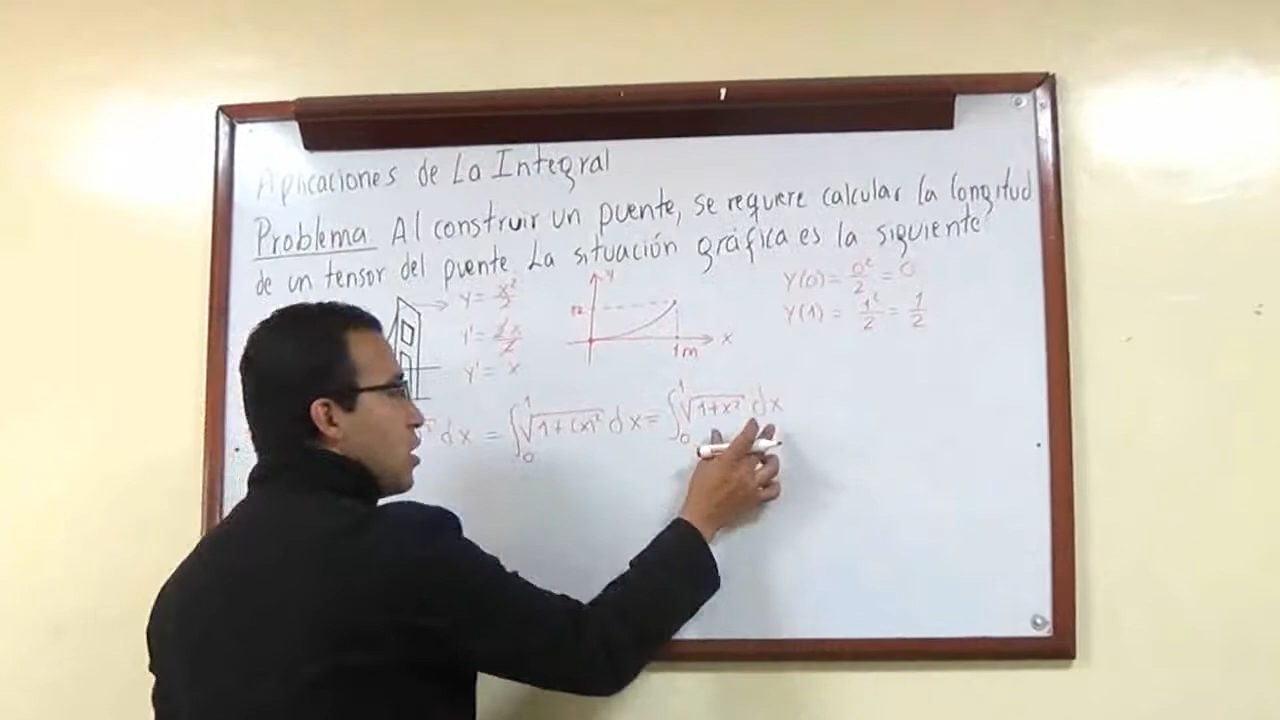 Aplicaciones de La Integral
Problema Al construir un puente, se requere calcular la longitud
de un tensor del puente. La situación gráfica es la siguiente
y = x²/2
y' = 2x/2
y' = x
y
x
1m
y(0) = 0²/2 = 0
y(1) = 1²/2 = 1/2
² dx = ∫₀¹ √1+(x)² dx = ∫₀¹ √1+x² dx